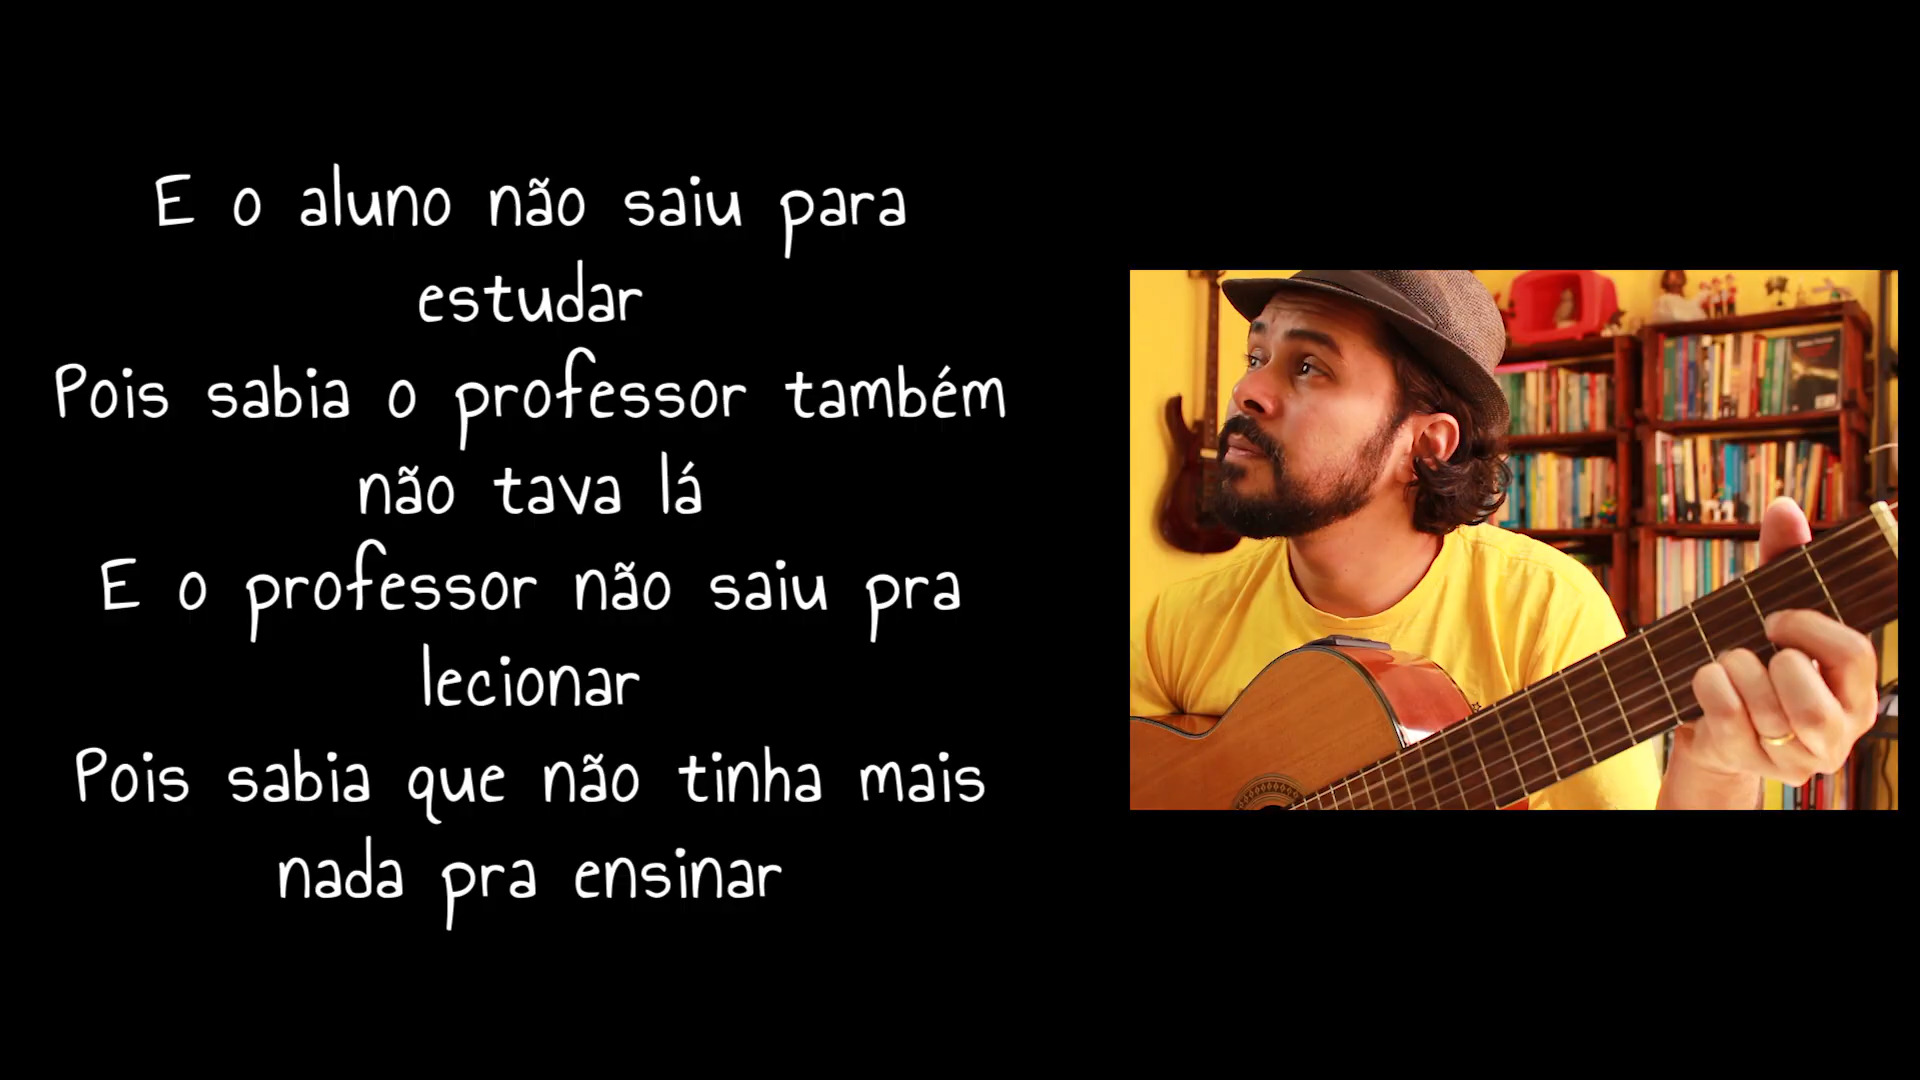 E o aluno não saiu para
estudar
Pois sabia o professor também
não tava lá
E o professor não saiu pra
lecionar
Pois sabia que não tinha mais
nada pra ensinar